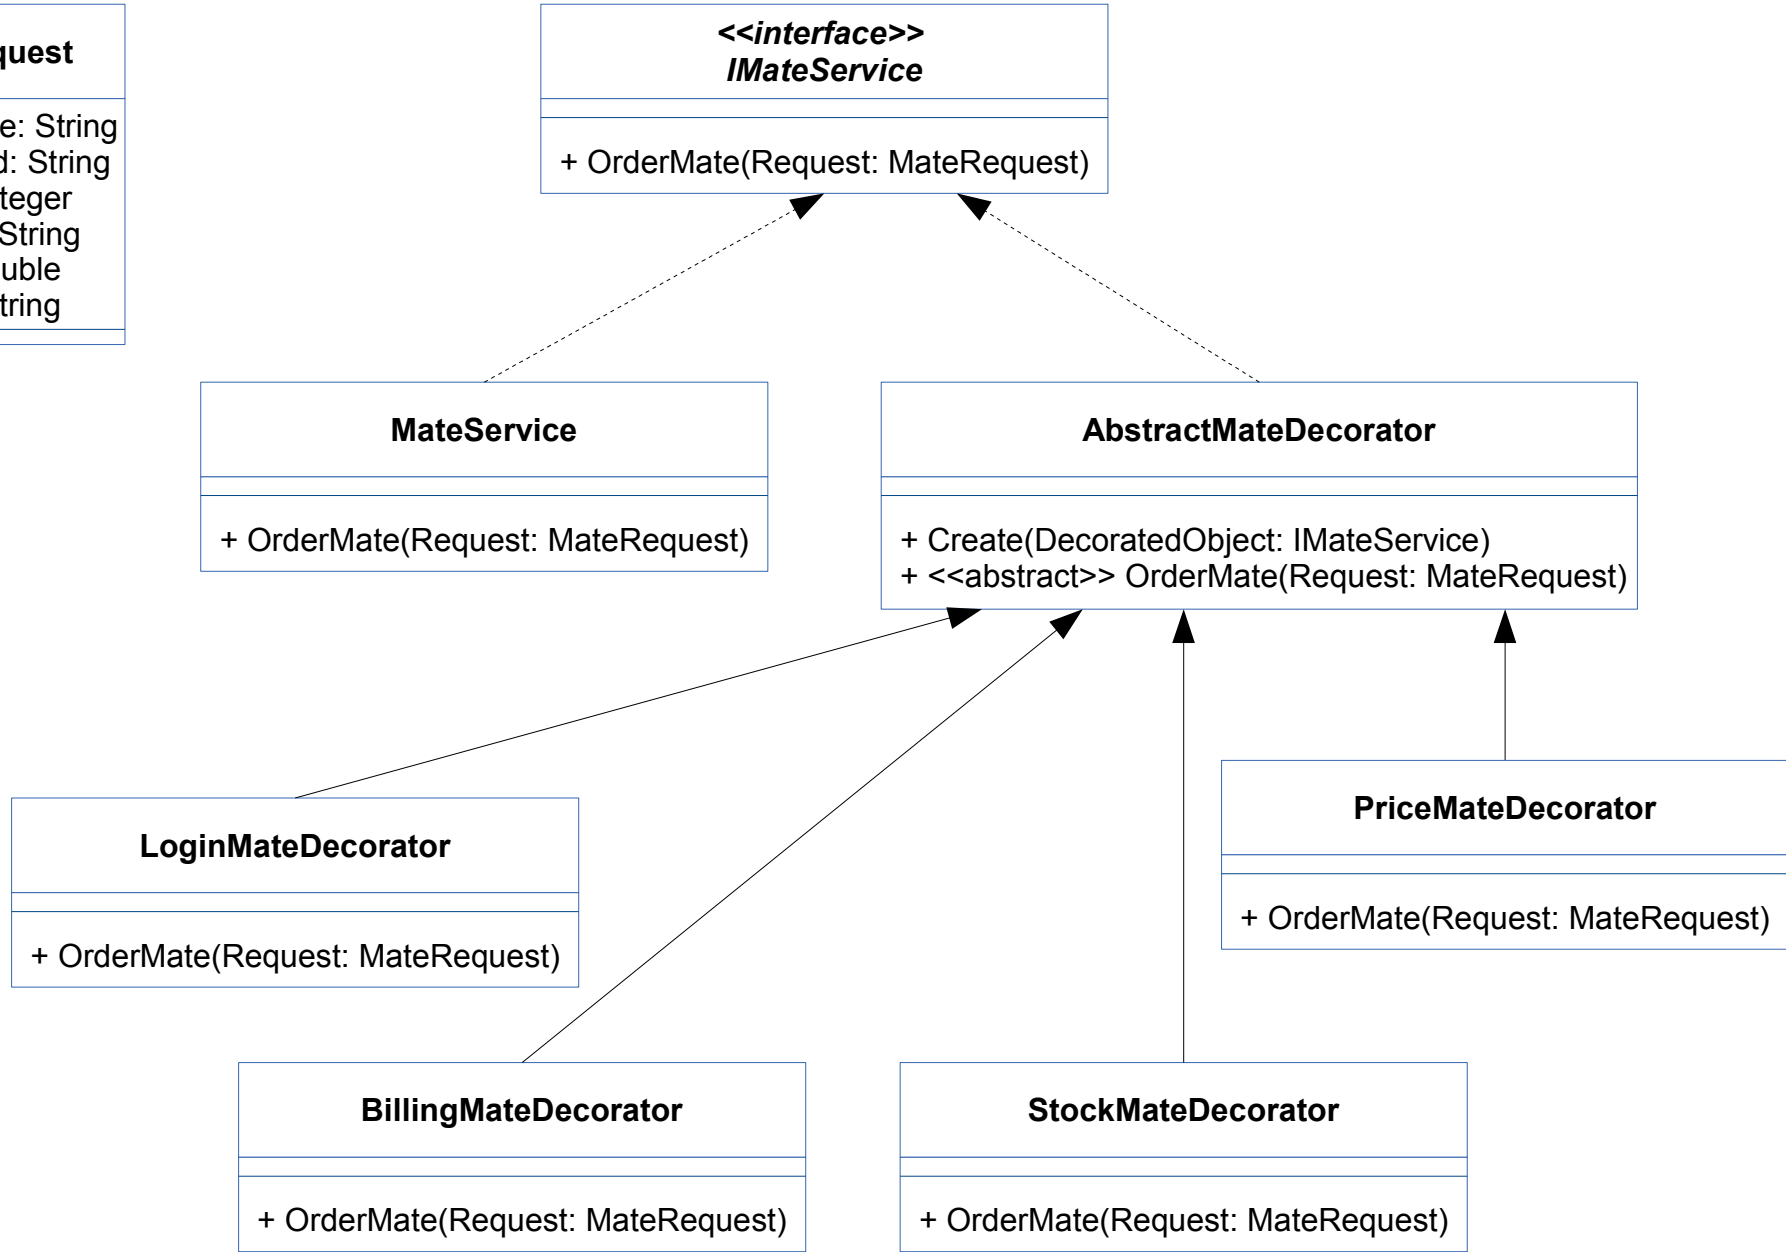 quest
e: String
d: String
teger
String
uble
tring
<<interface>>
IMateService
+ OrderMate(Request: MateRequest)
MateService
+ OrderMate(Request: MateRequest)
AbstractMateDecorator
+ Create(DecoratedObject: IMateService)
+ <<abstract>> OrderMate(Request: MateRequest)
LoginMateDecorator
+ OrderMate(Request: MateRequest)
PriceMateDecorator
+ OrderMate(Request: MateRequest)
BillingMateDecorator
+ OrderMate(Request: MateRequest)
StockMateDecorator
+ OrderMate(Request: MateRequest)